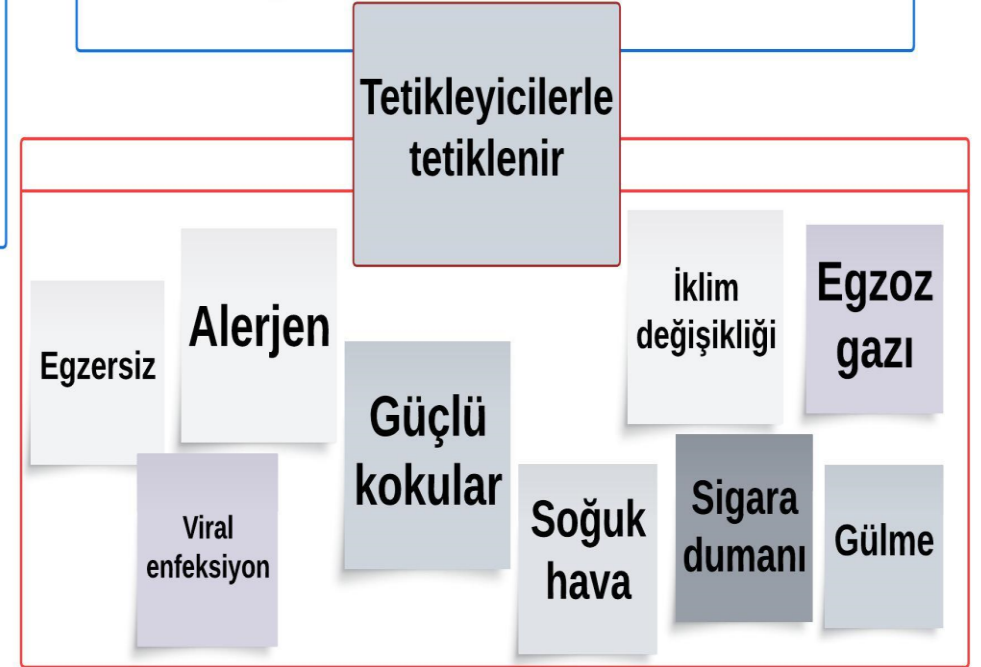 Tetikleyicilerle
tetiklenir
Egzersiz
Alerjen
Güçlü
kokular
İklim
değişikliği
Egzoz
gazı
Viral
enfeksiyon
Soğuk
hava
Sigara
dumanı
Gülme